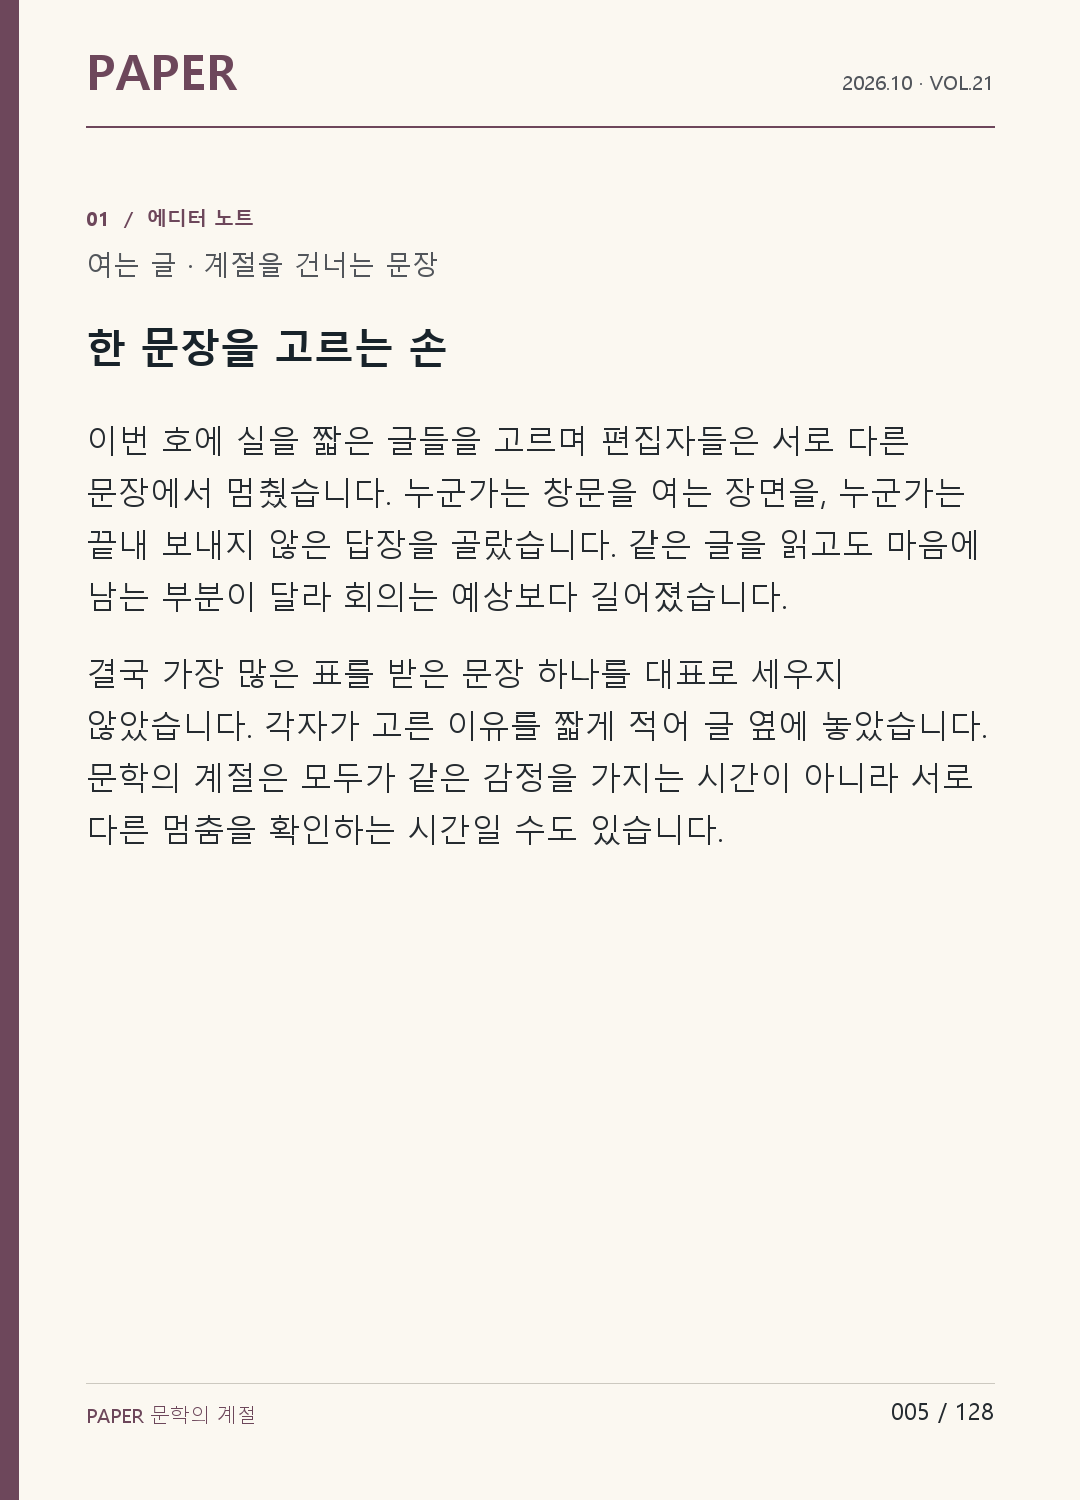 PAPER
2026.10 · VOL.21
01 / 에디터 노트
여는 글 · 계절을 건너는 문장
한 문장을 고르는 손
이번 호에 실을 짧은 글들을 고르며 편집자들은 서로 다른
문장에서 멈췄습니다. 누군가는 창문을 여는 장면을, 누군가는
끝내 보내지 않은 답장을 골랐습니다. 같은 글을 읽고도 마음에
남는 부분이 달라 회의는 예상보다 길어졌습니다.
결국 가장 많은 표를 받은 문장 하나를 대표로 세우지
않았습니다. 각자가 고른 이유를 짧게 적어 글 옆에 놓았습니다.
문학의 계절은 모두가 같은 감정을 가지는 시간이 아니라 서로
다른 멈춤을 확인하는 시간일 수도 있습니다.
PAPER 문학의 계절
005 / 128